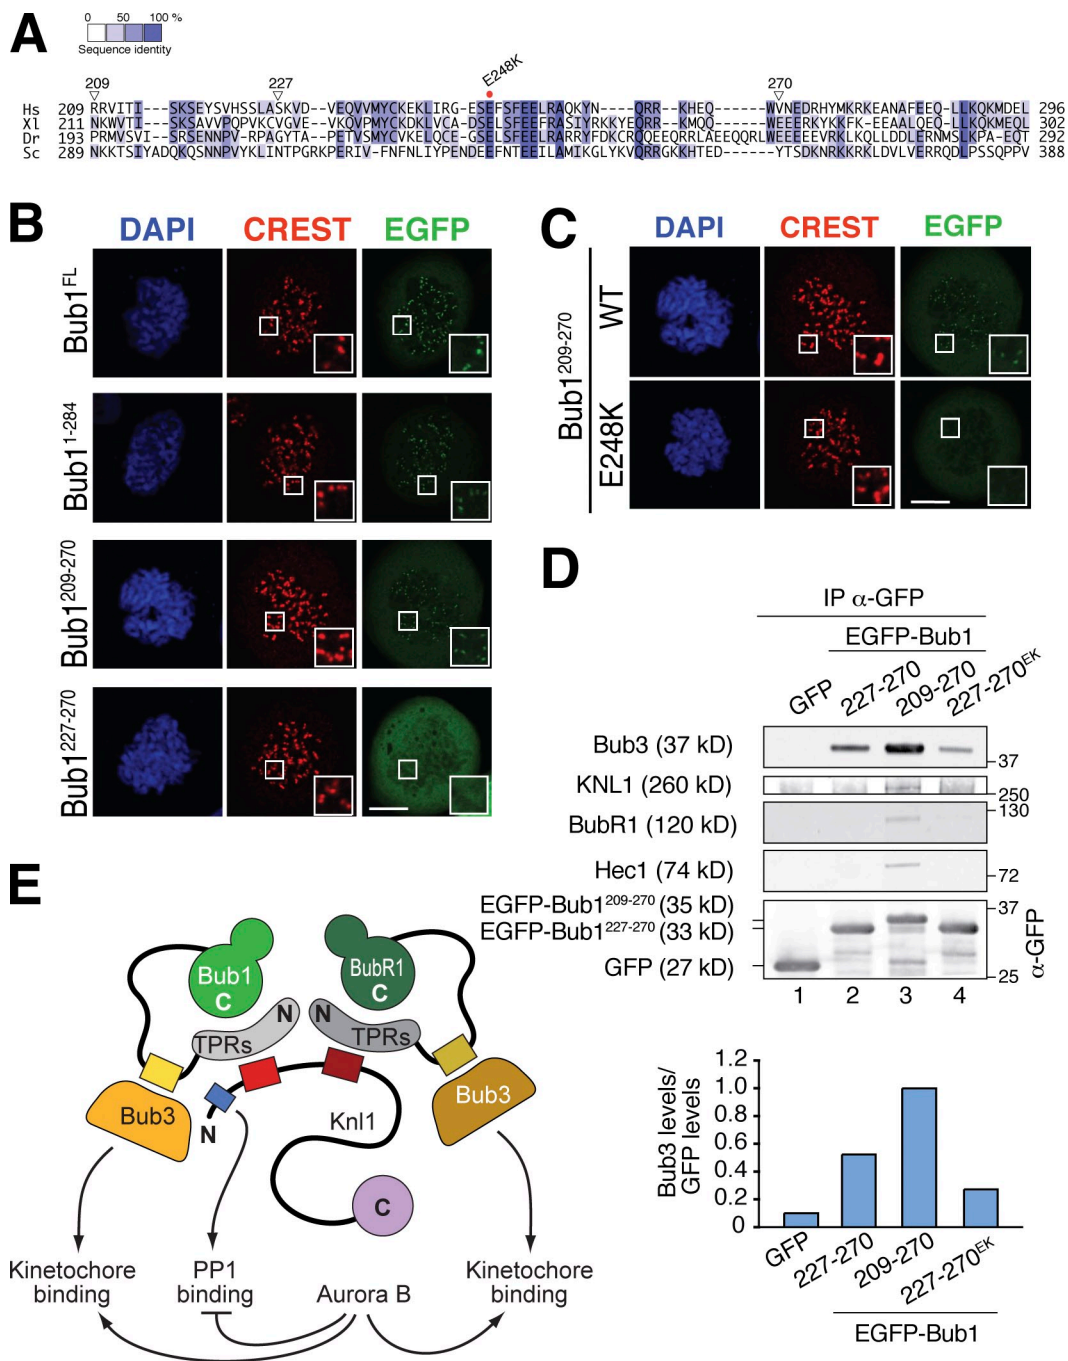 A
0 50 100 %
Sequence identity
E248K
209 227 270
Hs 209 RRVITI---SKSEYSVHSSLASKVD--VEQVVMYCKEKLIRG-ESEFSFEELRAQKYN----QRR--KHEQ-----WVNEDRHYMKRKEANAFEEQ-LLKQKMDEL 296
Xl 211 NKWVTI---SKSAVVPQPVKCVGVE-VKQVPMYCKDKLVCA-DSELSFEEFRASIYRKKYEQRR--KMQQ-----WEEERKYKLFK-EEAALQEQ-LLKQKMEQL 302
Dr 193 PRMVSVI--SRSENNPV-RPAGYTA--PETVSMYCVKELQCE-GSELSFEELRARRYFDKCRQQEEQRRLAEEQQRLWEEEEEVRKLKQLLDDLERNMSLKPA-EQT 292
Sc 289 NKKTSIYADQKQSNNPVYKLINTPGRKPERIV-FNFNLIYPENDEEFNTEEILAMIKGLYKVQRRGKKHTED-----YTSDKNRKKRKLDVLVERRQDLPSSQPPV 388
B
DAPI CREST EGFP
Bub1FL
Bub11-284
Bub1209-270
Bub1227-270
C
DAPI CREST EGFP
Bub1209-270
WT
E248K
D
IP α-GFP
EGFP-Bub1
GFP 227-270 209-270 227-270EK
Bub3 (37 kD) 37
KNL1 (260 kD) 250
BubR1 (120 kD) 130
Hec1 (74 kD) 72
EGFP-Bub1209-270 (35 kD) 37
EGFP-Bub1227-270 (33 kD)
GFP (27 kD) 25
α-GFP
1 2 3 4
Bub3 levels/
GFP levels
1.2
1.0
0.8
0.6
0.4
0.2
0
GFP 227-270 209-270 227-270EK
EGFP-Bub1
E
Bub1
C
BubR1
C
N N
TPRs TPRs
Bub3 Bub3
N
Knl1
C
Kinetochore
binding
PP1
binding
Aurora B
Kinetochore
binding